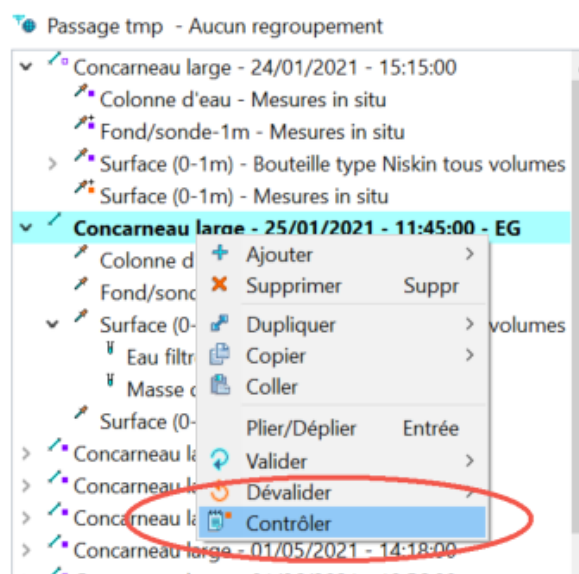 Passage tmp - Aucun regroupement
Concarneau large - 24/01/2021 - 15:15:00
Colonne d'eau - Mesures in situ
Fond/sonde-1m - Mesures in situ
Surface (0-1m) - Bouteille type Niskin tous volumes
Surface (0-1m) - Mesures in situ
Concarneau large - 25/01/2021 - 11:45:00 - EG
Colonne d
Fond/sond
Surface (0- volumes
Eau filtr
Masse d
Surface (0-
Concarneau la
Concarneau la
Concarneau la
Concarneau large - 01/05/2021 - 14:18:00
Ajouter
Supprimer Suppr
Dupliquer
Copier
Coller
Plier/Déplier Entrée
Valider
Dévalider
Contrôler